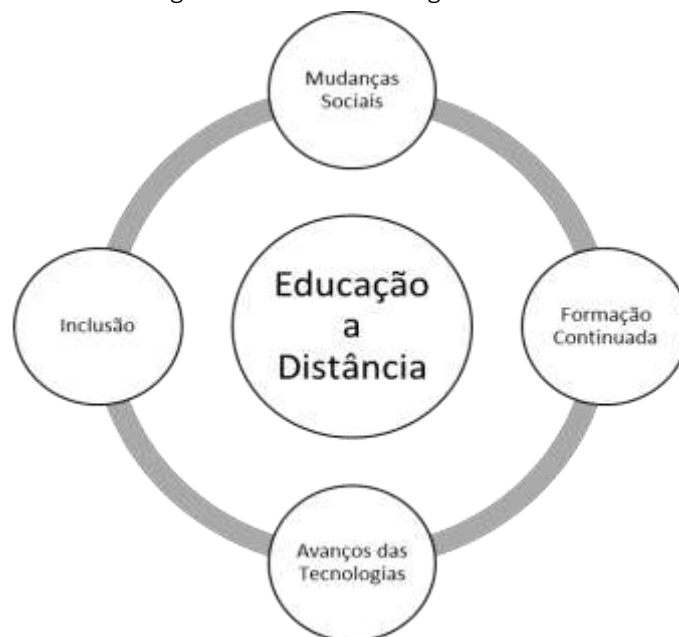 Mudanças
Sociais
Educação
a
Distância
Inclusão
Formação
Continuada
Avanços das
Tecnologias